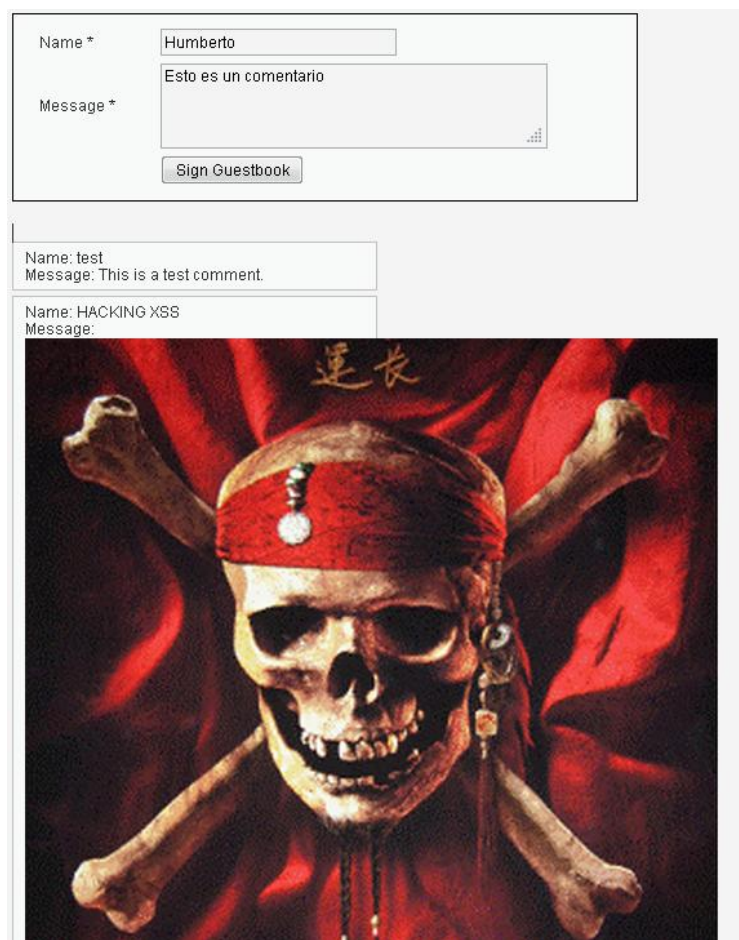 Name *
Humberto
Message *
Esto es un comentario
Sign Guestbook
Name: test
Message: This is a test comment.
Name: HACKING XSS
Message:
運长